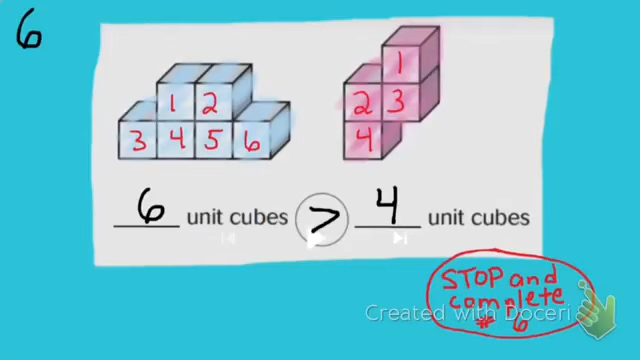 6
1
1 2
2 3
3 4 5 6
4
6 unit cubes > 4 unit cubes
STOP and
complete
# 6
Created with Doceri